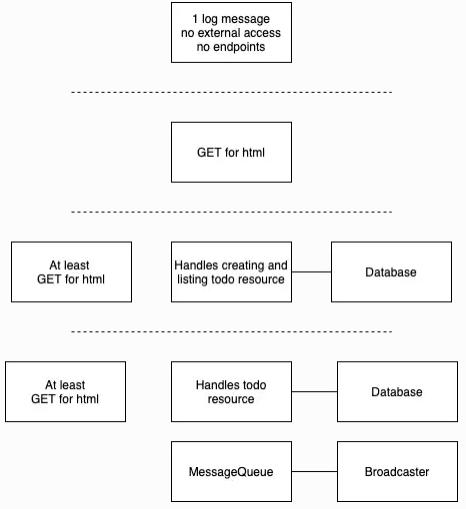 1 log message
no external access
no endpoints
GET for html
At least
GET for html
Handles creating and
listing todo resource
Database
At least
GET for html
Handles todo
resource
Database
MessageQueue
Broadcaster